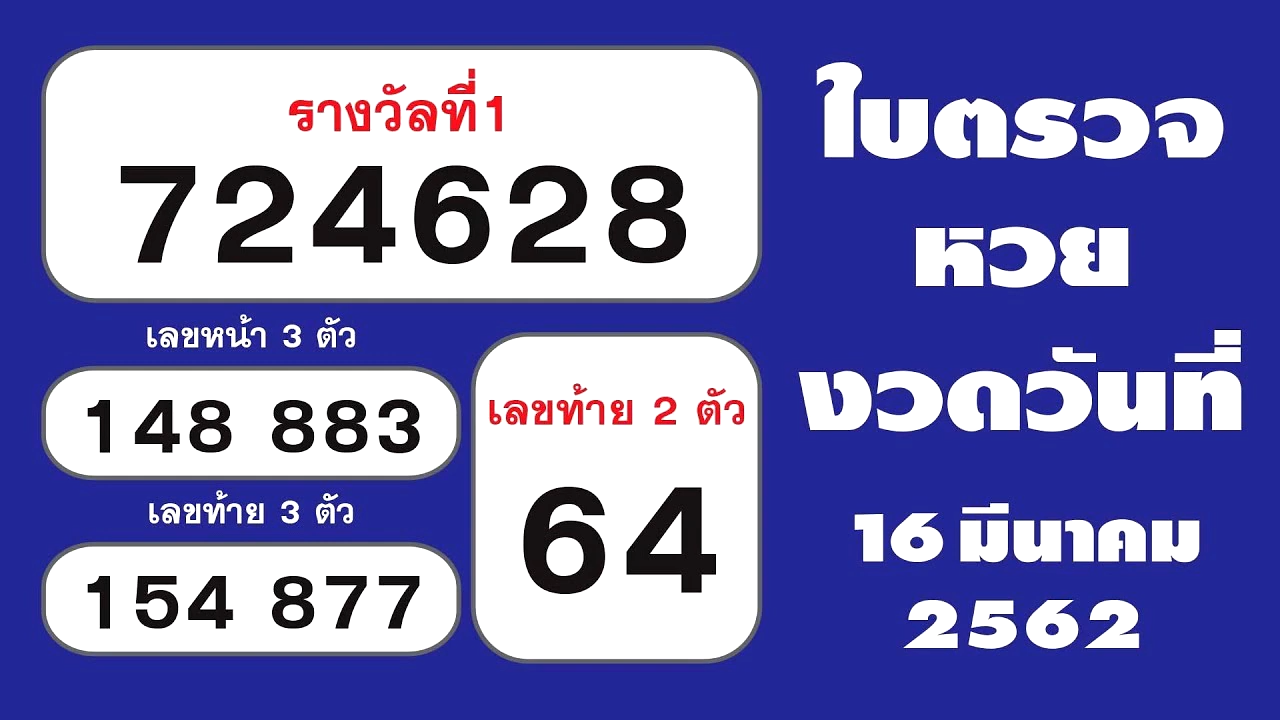 รางวัลที่1
724628
เลขหน้า 3 ตัว
148 883
เลขท้าย 3 ตัว
154 877
เลขท้าย 2 ตัว
64
ใบตรวจ
หวย
งวดวันที่
16 มีนาคม
2562